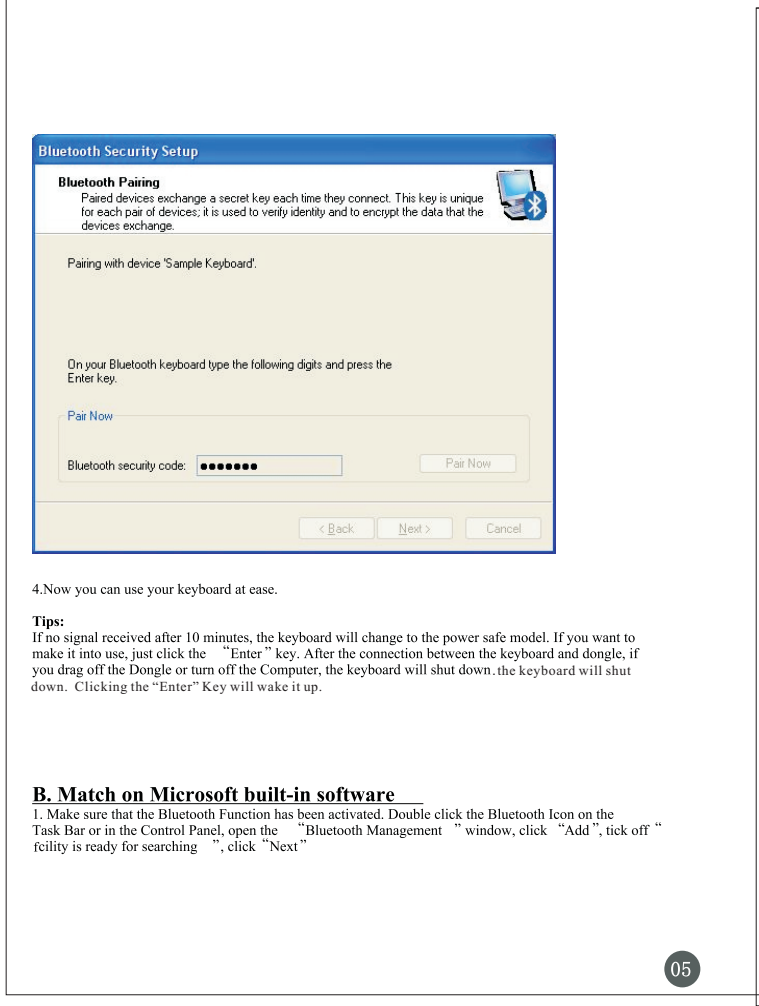 Bluetooth Security Setup
Bluetooth Pairing
Paired devices exchange a secret key each time they connect. This key is unique
for each pair of devices; it is used to verify identity and to encrypt the data that the
devices exchange.
Pairing with device 'Sample Keyboard'.
On your Bluetooth keyboard type the following digits and press the
Enter key.
Pair Now
Bluetooth security code: ●●●●●●●
Pair Now
< Back
Next >
Cancel
4.Now you can use your keyboard at ease.
Tips:
If no signal received after 10 minutes, the keyboard will change to the power safe model. If you want to
make it into use, just click the “Enter” key. After the connection between the keyboard and dongle, if
you drag off the Dongle or turn off the Computer, the keyboard will shut down.the keyboard will shut
down. Clicking the “Enter” Key will wake it up.
B. Match on Microsoft built-in software
1. Make sure that the Bluetooth Function has been activated. Double click the Bluetooth Icon on the
Task Bar or in the Control Panel, open the “Bluetooth Management ” window, click “Add”, tick off “
fcility is ready for searching ”, click “Next”
05